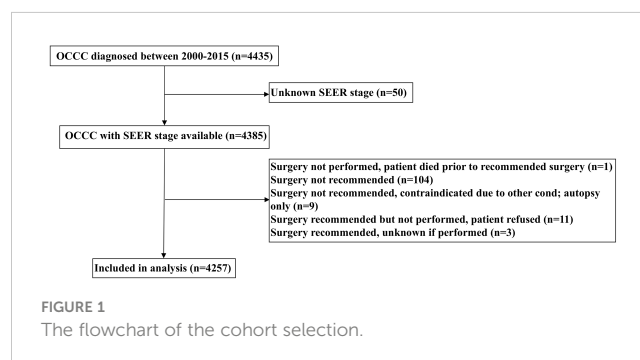 OCCC diagnosed between 2000-2015 (n=4435)
Unknown SEER stage (n=50)
OCCC with SEER stage available (n=4385)
Surgery not performed, patient died prior to recommended surgery (n=1)
Surgery not recommended (n=104)
Surgery not recommended, contraindicated due to other cond; autopsy
only (n=9)
Surgery recommended but not performed, patient refused (n=11)
Surgery recommended, unknown if performed (n=3)
Included in analysis (n=4257)
FIGURE 1
The flowchart of the cohort selection.